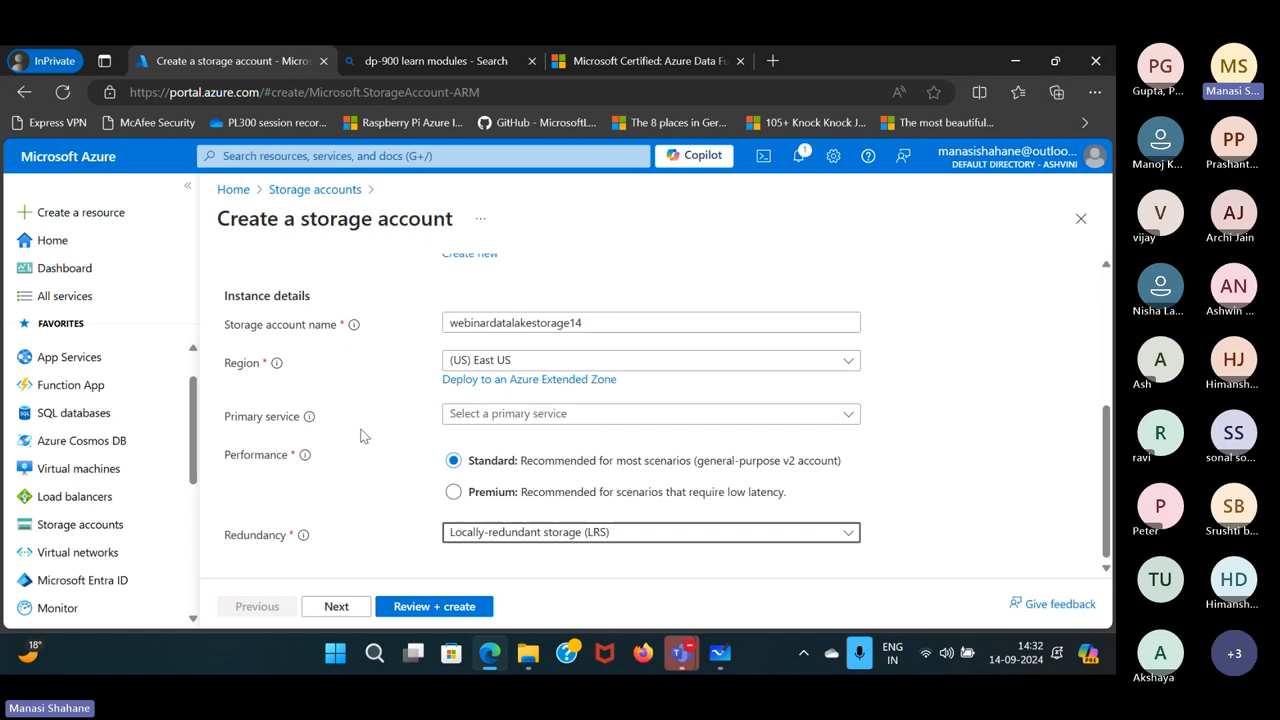 InPrivate
Create a storage account - Micros
dp-900 learn modules - Search
Microsoft Certified: Azure Data Fu
https://portal.azure.com/#create/Microsoft.StorageAccount-ARM
Express VPN
McAfee Security
PL300 session recor...
Raspberry Pi Azure I...
GitHub - MicrosoftL...
The 8 places in Ger...
105+ Knock Knock J...
The most beautiful...
Microsoft Azure
Search resources, services, and docs (G+/)
Copilot
1
manasishahane@outloo...
DEFAULT DIRECTORY - ASHVINI
Create a resource
Home
Dashboard
All services
FAVORITES
App Services
Function App
SQL databases
Azure Cosmos DB
Virtual machines
Load balancers
Storage accounts
Virtual networks
Microsoft Entra ID
Monitor
Home > Storage accounts >
Create a storage account ...
Create new
Instance details
Storage account name *
webinardatalakestorage14
Region *
(US) East US
Deploy to an Azure Extended Zone
Primary service
Select a primary service
Performance *
Standard: Recommended for most scenarios (general-purpose v2 account)
Premium: Recommended for scenarios that require low latency.
Redundancy *
Locally-redundant storage (LRS)
Previous
Next
Review + create
Give feedback
18°
ENG
IN
14:32
14-09-2024
PRE
PG
Gupta, P...
MS
Manasi S...
Manoj K...
PP
Prashant...
V
vijay
AJ
Archi Jain
Nisha La...
AN
Ashwin ...
A
Ash
HJ
Himansh...
R
ravi
SS
sonal so...
P
Peter
SB
Srushti b...
TU
HD
Himansh...
A
Akshaya
+3
Manasi Shahane